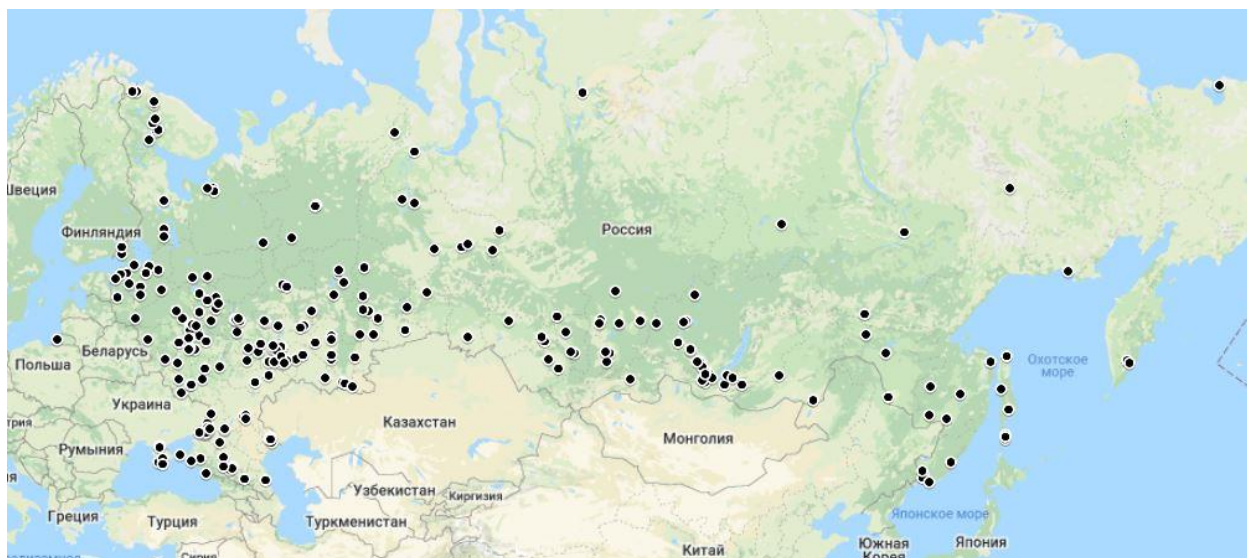 Швеция
Финляндия
Россия
Польша
Беларусь
Охотское
море
Украина
Казахстан
Монголия
Румыния
Узбекистан
Киргизия
Греция
Турция
Туркменистан
Японское море
Южная
Корея
Япония
Китай